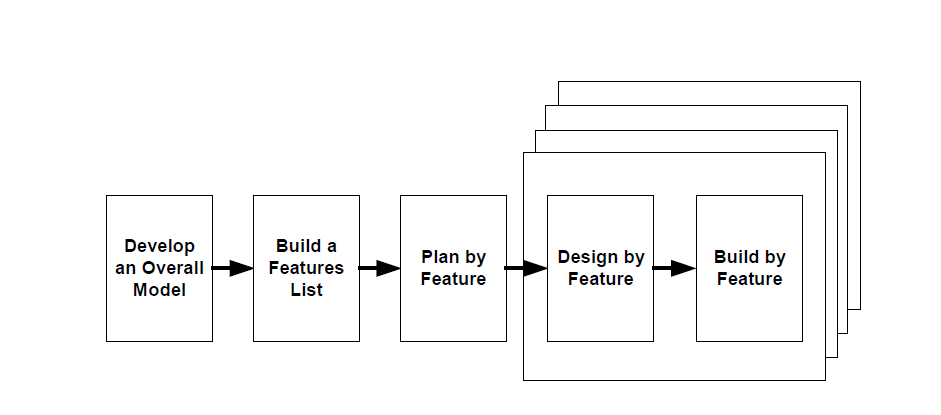 Develop
an Overall
Model
Build a
Features
List
Plan by
Feature
Design by
Feature
Build by
Feature